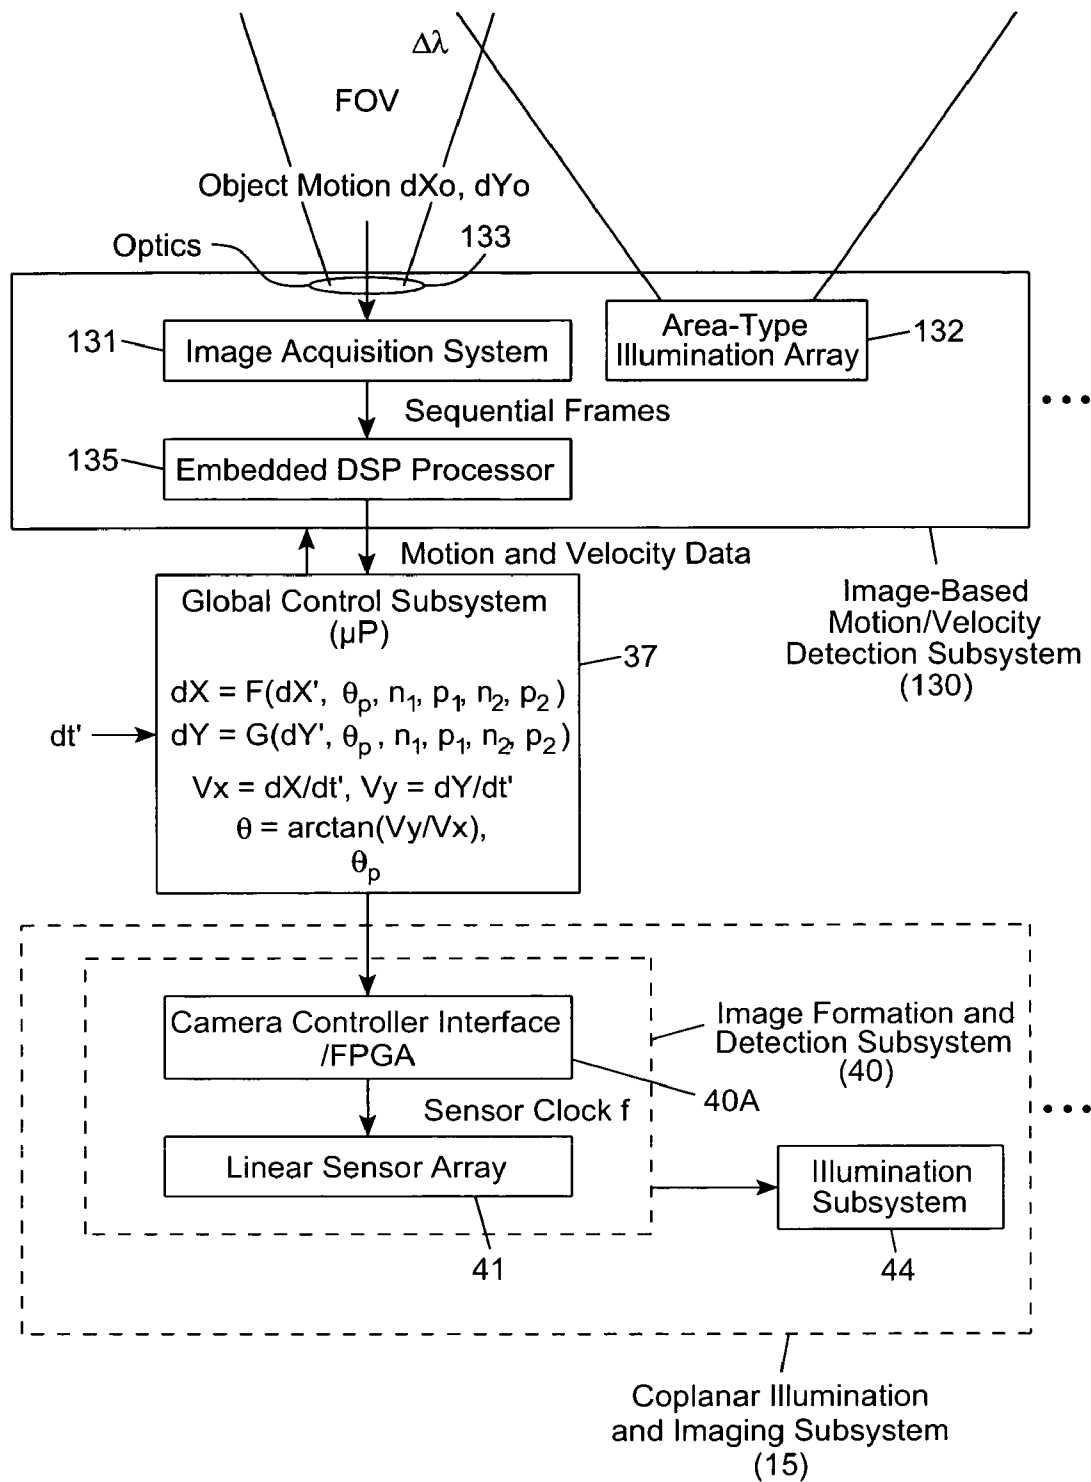 Δλ
FOV
Object Motion dXo, dYo
Optics
133
131
Image Acquisition System
Area-Type
Illumination Array
132
Sequential Frames
• • •
135
Embedded DSP Processor
Motion and Velocity Data
Image-Based
Motion/Velocity
Detection Subsystem
(130)
Global Control Subsystem
(µP)
37
dX = F(dX', θp, n1, p1, n2, p2)
dt'
dY = G(dY', θp, n1, p1, n2, p2)
Vx = dX/dt', Vy = dY/dt'
θ = arctan(Vy/Vx),
θp
Camera Controller Interface
/FPGA
Image Formation and
Detection Subsystem
(40)
40A
Sensor Clock f
• • •
Linear Sensor Array
Illumination
Subsystem
41
44
Coplanar Illumination
and Imaging Subsystem
(15)